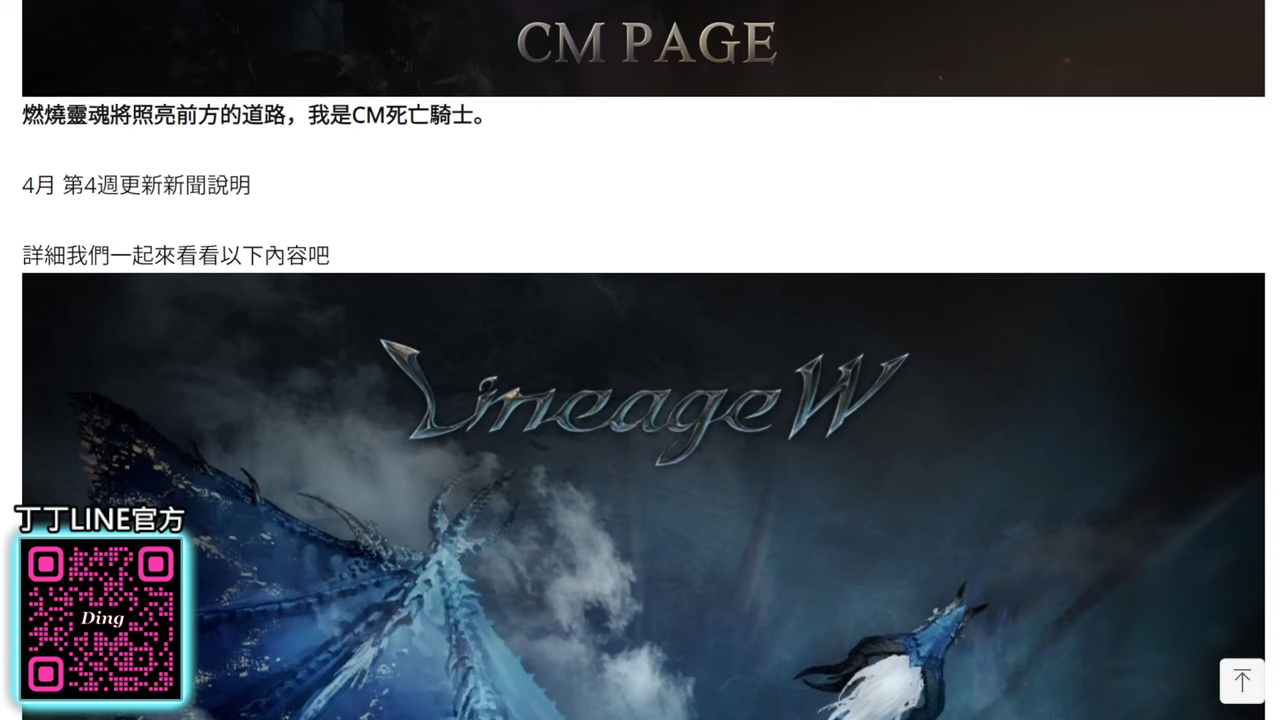 CM PAGE
燃燒靈魂將照亮前方的道路，我是CM死亡騎士。
4月 第4週更新新聞說明
詳細我們一起來看看以下內容吧
Lineage W
丁丁LINE官方
Ding